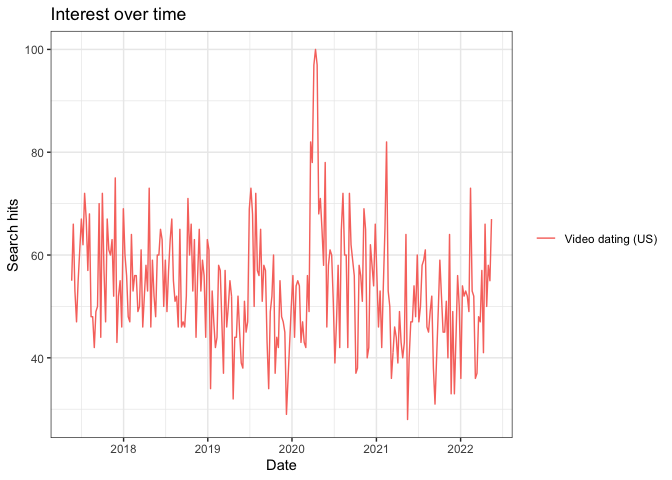 Interest over time
100
80
60
40
Search hits
2018 2019 2020 2021 2022
Date
Video dating (US)